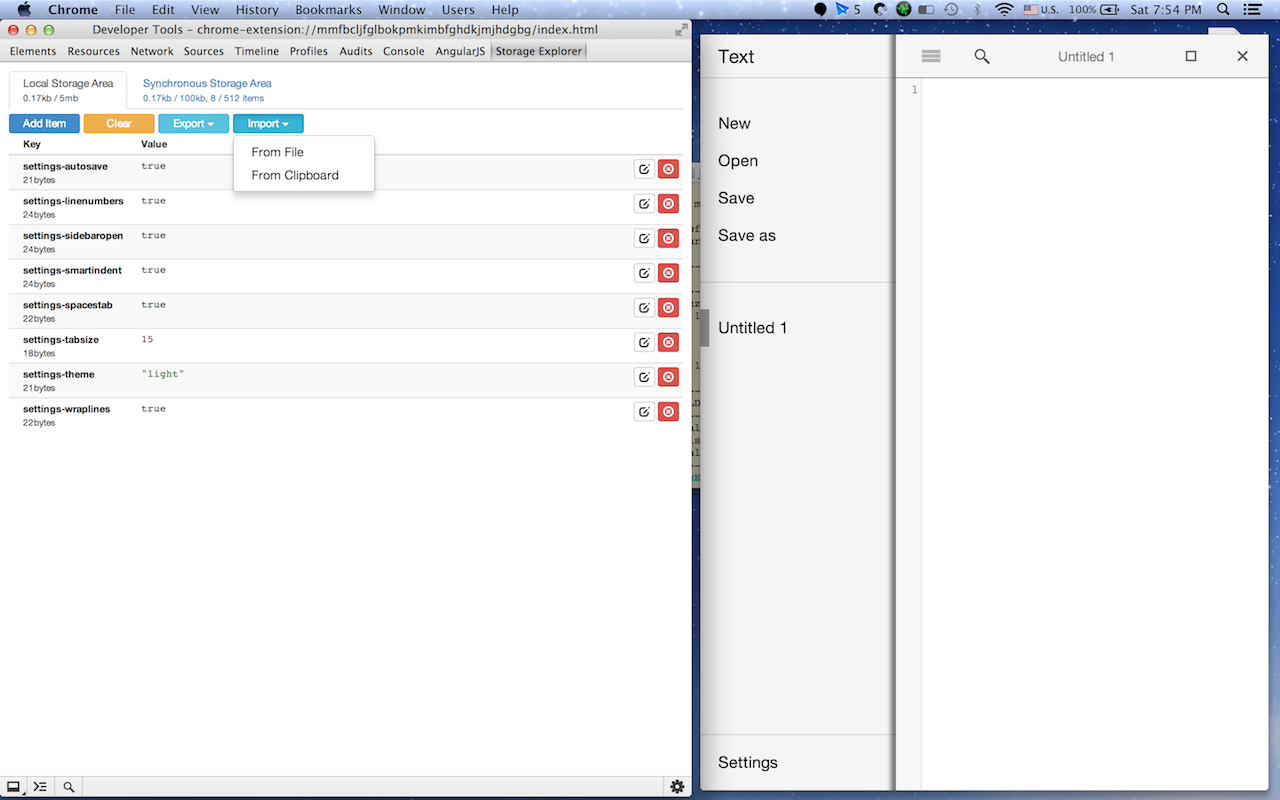 Chrome File Edit View History Bookmarks Window Users Help 5 U.S. 100% Sat 7:54 PM
Developer Tools - chrome-extension://mmfbcljfglbokpmkimbfghdkjmjhdgbg/index.html
Elements Resources Network Sources Timeline Profiles Audits Console AngularJS Storage Explorer
Local Storage Area
0.17kb / 5mb
Synchronous Storage Area
0.17kb / 100kb, 8 / 512 items
Add Item Clear Export Import
From File
From Clipboard
Key Value
settings-autosave true
21bytes
settings-linenumbers true
24bytes
settings-sidebaropen true
24bytes
settings-smartindent true
24bytes
settings-spacestab true
22bytes
settings-tabsize 15
18bytes
settings-theme "light"
21bytes
settings-wraplines true
22bytes
Text
New
Open
Save
Save as
Untitled 1
Settings
Untitled 1
1